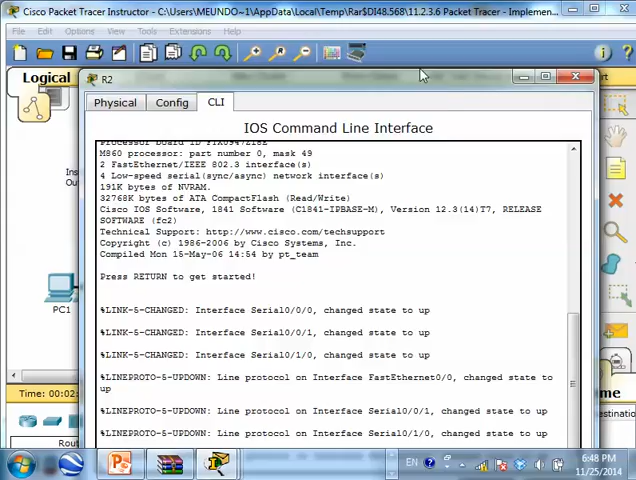 Cisco Packet Tracer Instructor - C:\Users\MEUNDO~1\AppData\Local\Temp\Rar$DI48.568\11.2.3.6 Packet Tracer - Implemen...
File Edit Options View Tools Extensions Help
Logical
R2
Physical Config CLI
IOS Command Line Interface
M860 processor: part number 0, mask 49
2 FastEthernet/IEEE 802.3 interface(s)
4 Low-speed serial(sync/async) network interface(s)
191K bytes of NVRAM.
32768K bytes of ATA CompactFlash (Read/Write)
Cisco IOS Software, 1841 Software (C1841-IPBASE-M), Version 12.3(14)T7, RELEASE
SOFTWARE (fc2)
Technical Support: http://www.cisco.com/techsupport
Copyright (c) 1986-2006 by Cisco Systems, Inc.
Compiled Mon 15-May-06 14:54 by pt_team
Press RETURN to get started!
%LINK-5-CHANGED: Interface Serial0/0/0, changed state to up
%LINK-5-CHANGED: Interface Serial0/0/1, changed state to up
%LINK-5-CHANGED: Interface Serial0/1/0, changed state to up
%LINEPROTO-5-UPDOWN: Line protocol on Interface FastEthernet0/0, changed state to
up
%LINEPROTO-5-UPDOWN: Line protocol on Interface Serial0/0/1, changed state to up
%LINEPROTO-5-UPDOWN: Line protocol on Interface Serial0/1/0, changed state to up
PC1
Time: 00:02:
EN
6:48 PM
11/25/2014